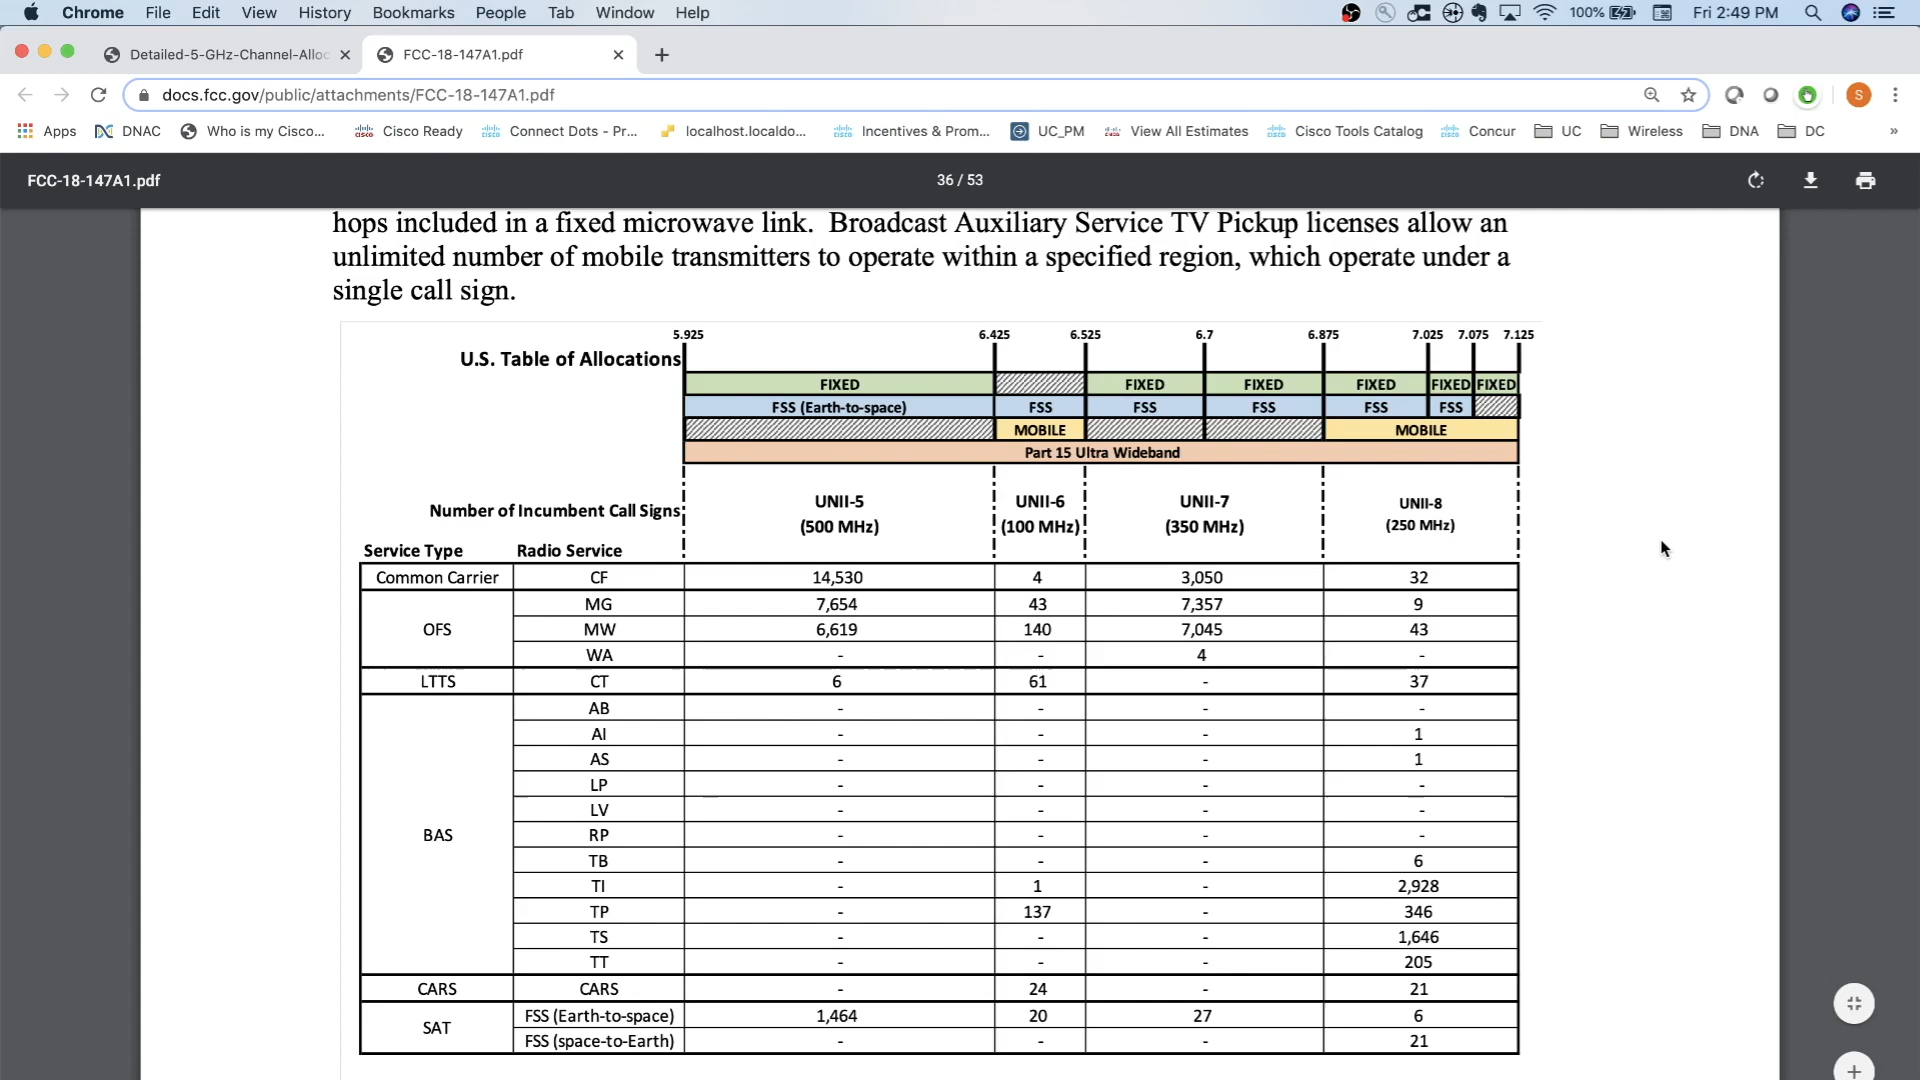 Chrome File Edit View History Bookmarks People Tab Window Help 100% Fri 2:49 PM
Detailed-5-GHz-Channel-Alloc FCC-18-147A1.pdf
docs.fcc.gov/public/attachments/FCC-18-147A1.pdf S
Apps DNAC Who is my Cisco... Cisco Ready Connect Dots - Pr... localhost.localdo... Incentives & Prom... UC_PM View All Estimates Cisco Tools Catalog Concur UC Wireless DNA DC »
FCC-18-147A1.pdf 36 / 53
hops included in a fixed microwave link. Broadcast Auxiliary Service TV Pickup licenses allow an
unlimited number of mobile transmitters to operate within a specified region, which operate under a
single call sign.
5.925 6.425 6.525 6.7 6.875 7.025 7.075 7.125
U.S. Table of Allocations
FIXED FIXED FIXED FIXED FIXED FIXED
FSS (Earth-to-space) FSS FSS FSS FSS FSS
MOBILE MOBILE
Part 15 Ultra Wideband
Number of Incumbent Call Signs
UNII-5 UNII-6 UNII-7 UNII-8
(500 MHz) (100 MHz) (350 MHz) (250 MHz)
Service Type Radio Service
Common Carrier CF 14,530 4 3,050 32
MG 7,654 43 7,357 9
OFS MW 6,619 140 7,045 43
WA - - 4 -
LTTS CT 6 61 - 37
AB - - - -
AI - - - 1
AS - - - 1
LP - - - -
LV - - - -
BAS RP - - - -
TB - - - 6
TI - 1 - 2,928
TP - 137 - 346
TS - - - 1,646
TT - - - 205
CARS CARS - 24 - 21
SAT FSS (Earth-to-space) 1,464 20 27 6
FSS (space-to-Earth) - - - 21